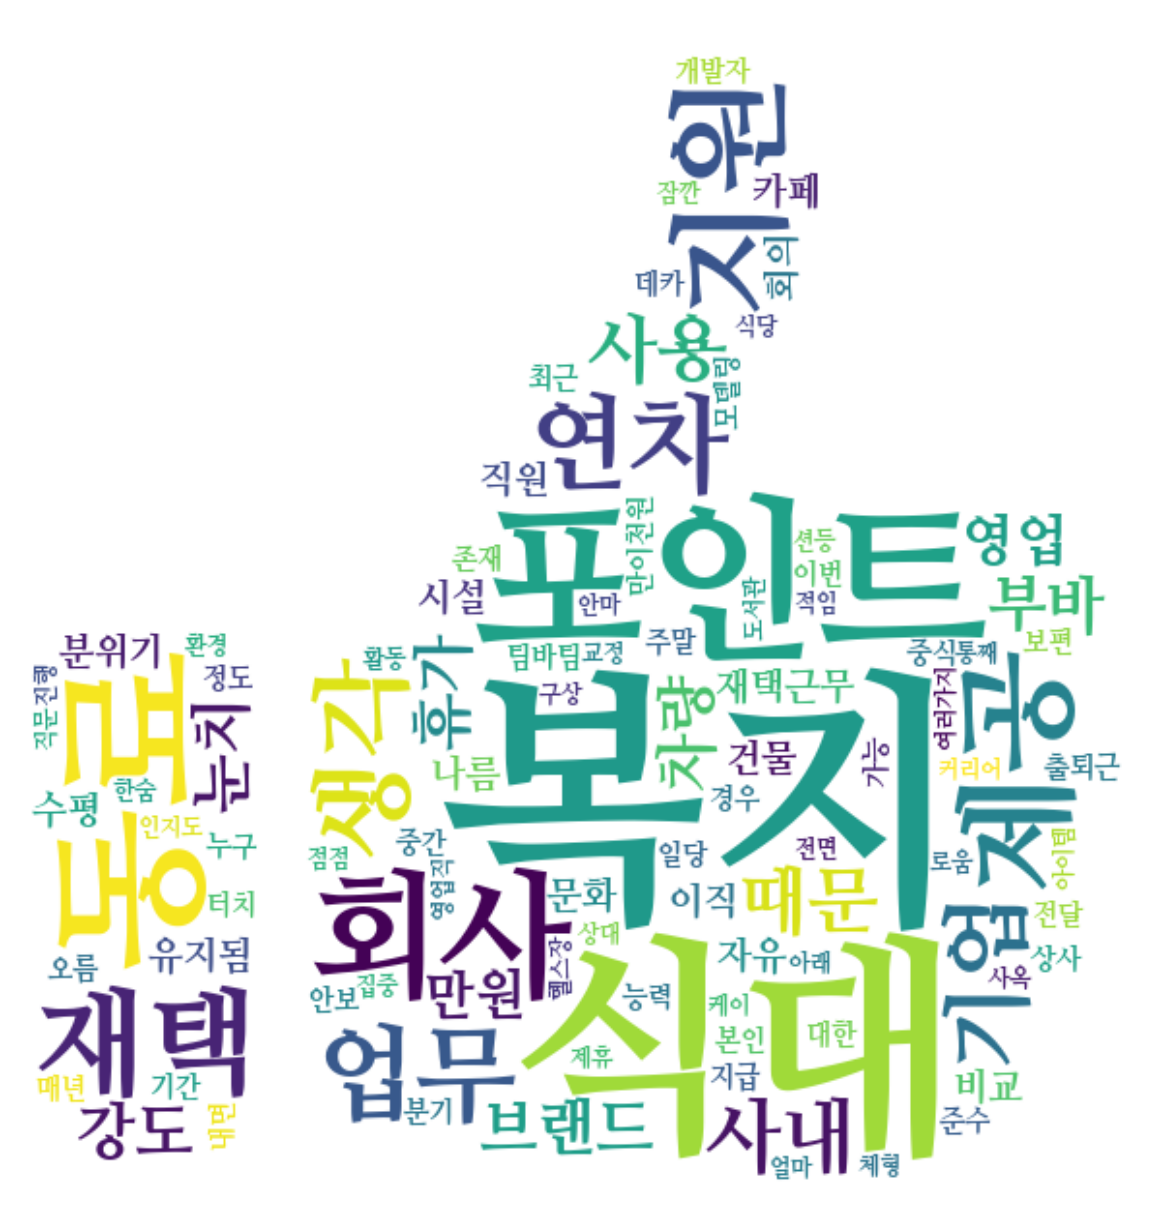 개발자
지원
잠깐
카페
회의
데카
식당
사용
최근
모델링
연차
직원
포인트
만이천원
영업
존재
션등
이번
시설
안마
도서관
적임
부바
분위기
환경
팀바팀
교정
주말
중식
통째
보편
진행
직문
정도
동료
눈치
활동
휴가
생각
구상
복지
차량
재택근무
여러가지
제공
나름
건물
가능
커리어
출퇴근
수평
한숨
경우
인지도
누구
점점
중간
영업직
일당
전면
로움
아이템
터치
회사
문화
이직
때문
기업
전달
오름
유지됨
안보
집중
만원
헬스장
상대
식대
능력
자유
아래
상사
사옥
재택
케이
본인
대한
매년
기간
내면
강도
업무
분기
제휴
브랜드
지급
사내
비교
준수
얼마
체형